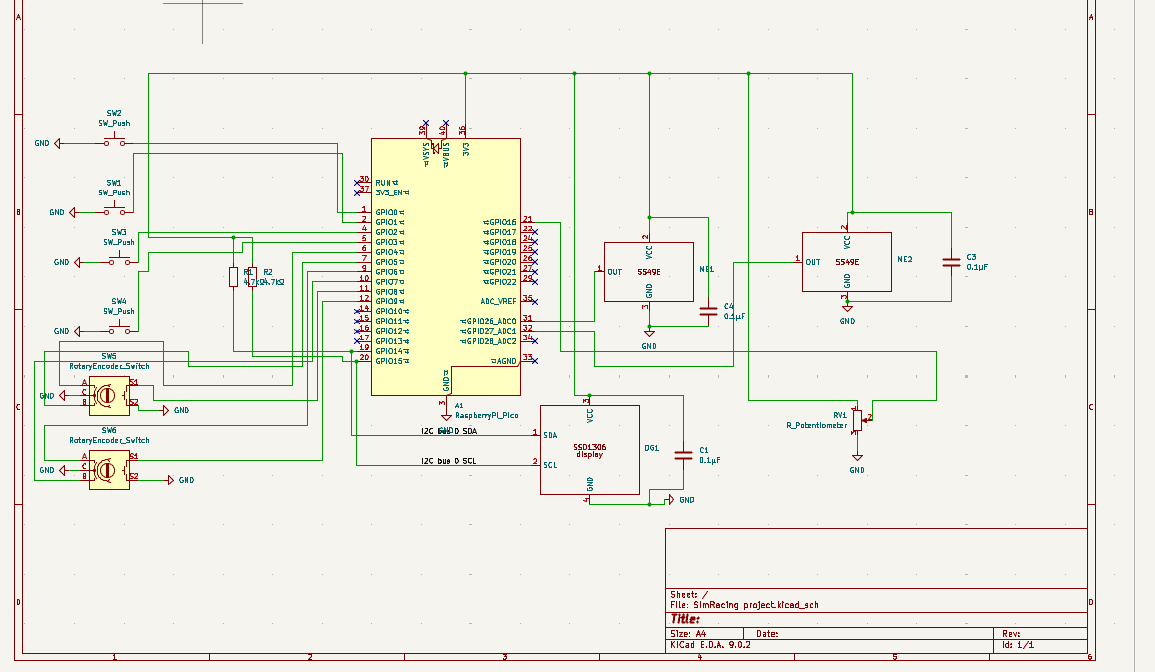 A
A
SW2
SW_Push
GND
SW1
SW_Push
GND
SW3
SW_Push
GND
SW4
SW_Push
GND
R1
4.7kΩ
R2
4.7kΩ
39
40
36
VSYS
VBUS
3V3
30
RUN
37
3V3_EN
1
GPIO0
2
GPIO1
4
GPIO2
5
GPIO3
6
GPIO4
7
GPIO5
9
GPIO6
10
GPIO7
11
GPIO8
12
GPIO9
14
GPIO10
15
GPIO11
16
GPIO12
17
GPIO13
19
GPIO14
20
GPIO15
GPIO16
21
GPIO17
22
GPIO18
24
GPIO19
25
GPIO20
26
GPIO21
27
GPIO22
29
ADC_VREF
35
GPIO26_ADC0
31
GPIO27_ADC1
32
GPIO28_ADC2
34
AGND
33
GND
3
A1
RaspberryPi_Pico
GND
B
B
2
VCC
1
OUT
SS49E
NE1
GND
3
GND
C4
0.1µF
2
VCC
1
OUT
SS49E
NE2
GND
3
GND
C3
0.1µF
SW5
RotaryEncoder_Switch
A
C
B
S1
S2
GND
GND
SW6
RotaryEncoder_Switch
A
C
B
S1
S2
GND
GND
C
C
I2C bus 0 SDA
I2C bus 0 SCL
3
VCC
1
SDA
2
SCL
SSD1306
display
DG1
GND
4
GND
C1
0.1µF
RV1
R_Potentiometer
1
2
3
GND
D
D
Sheet: /
File: SimRacing project.kicad_sch
Title:
Size: A4
Date:
Rev:
KiCad E.D.A. 9.0.2
Id: 1/1
1
2
3
4
5
6